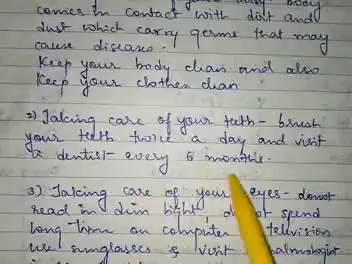 body
comes in contact with dirt and
dust which carry germs that may
cause diseases.
Keep your body clean and also
Keep your clothes clean
2) Taking care of your teeth - brush
your teeth twice a day and visit
a dentist every 6 months.
3) Taking care of your eyes - donot
read in dim light, do not spend
long time on computer television
use sunglasses & visit